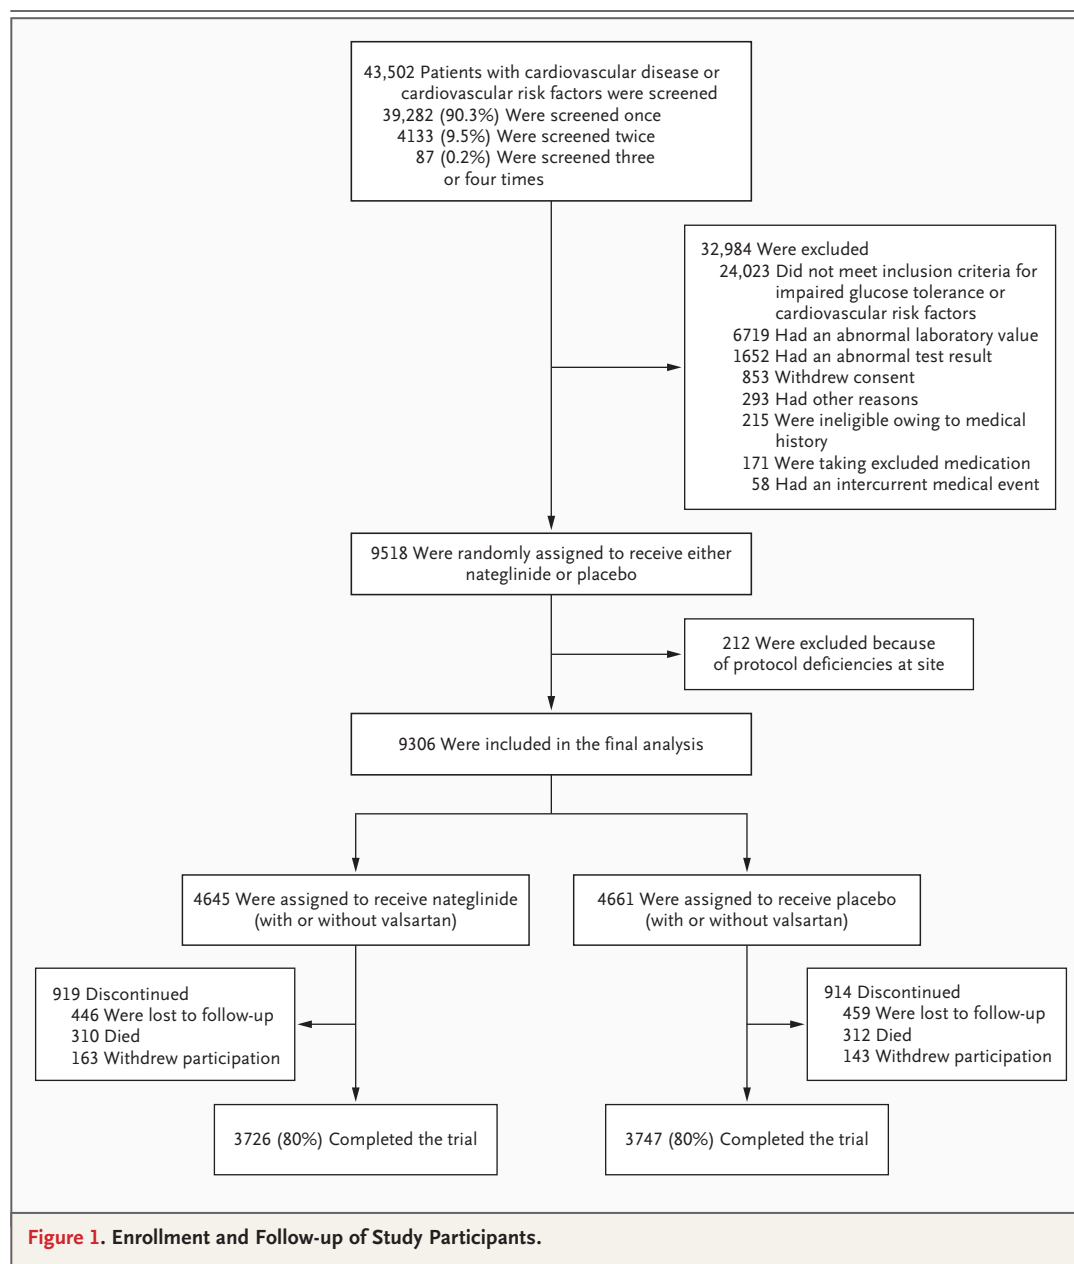 43,502 Patients with cardiovascular disease or
cardiovascular risk factors were screened
39,282 (90.3%) Were screened once
4133 (9.5%) Were screened twice
87 (0.2%) Were screened three
or four times
32,984 Were excluded
24,023 Did not meet inclusion criteria for
impaired glucose tolerance or
cardiovascular risk factors
6719 Had an abnormal laboratory value
1652 Had an abnormal test result
853 Withdrew consent
293 Had other reasons
215 Were ineligible owing to medical
history
171 Were taking excluded medication
58 Had an intercurrent medical event
9518 Were randomly assigned to receive either
nateglinide or placebo
212 Were excluded because
of protocol deficiencies at site
9306 Were included in the final analysis
4645 Were assigned to receive nateglinide
(with or without valsartan)
4661 Were assigned to receive placebo
(with or without valsartan)
919 Discontinued
446 Were lost to follow-up
310 Died
163 Withdrew participation
914 Discontinued
459 Were lost to follow-up
312 Died
143 Withdrew participation
3726 (80%) Completed the trial
3747 (80%) Completed the trial
Figure 1. Enrollment and Follow-up of Study Participants.